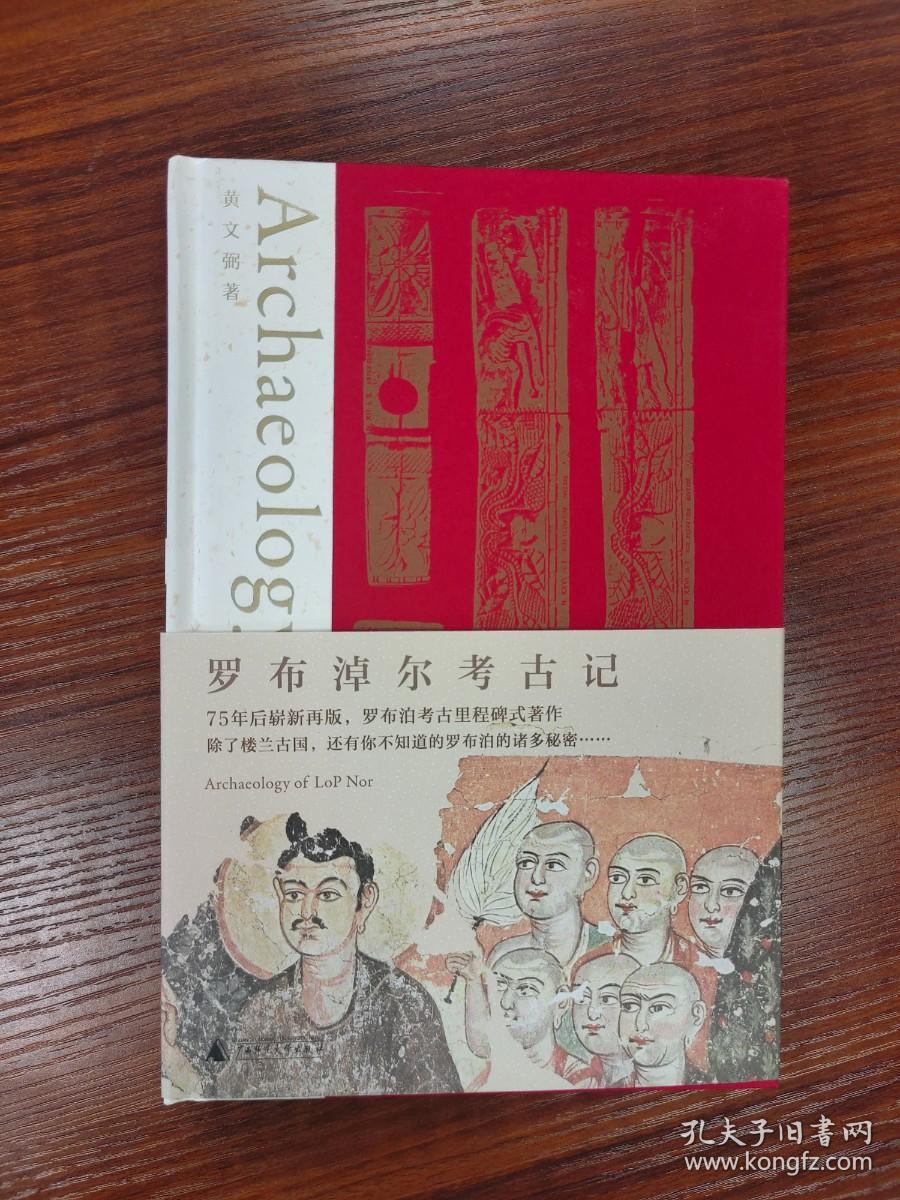 黄文弼著
Archaeology
罗布淖尔考古记
75年后崭新再版，罗布泊考古里程碑式著作
除了楼兰古国，还有你不知道的罗布泊的诸多秘密……
Archaeology of LoP Nor
孔夫子旧书网
www.kongfz.com